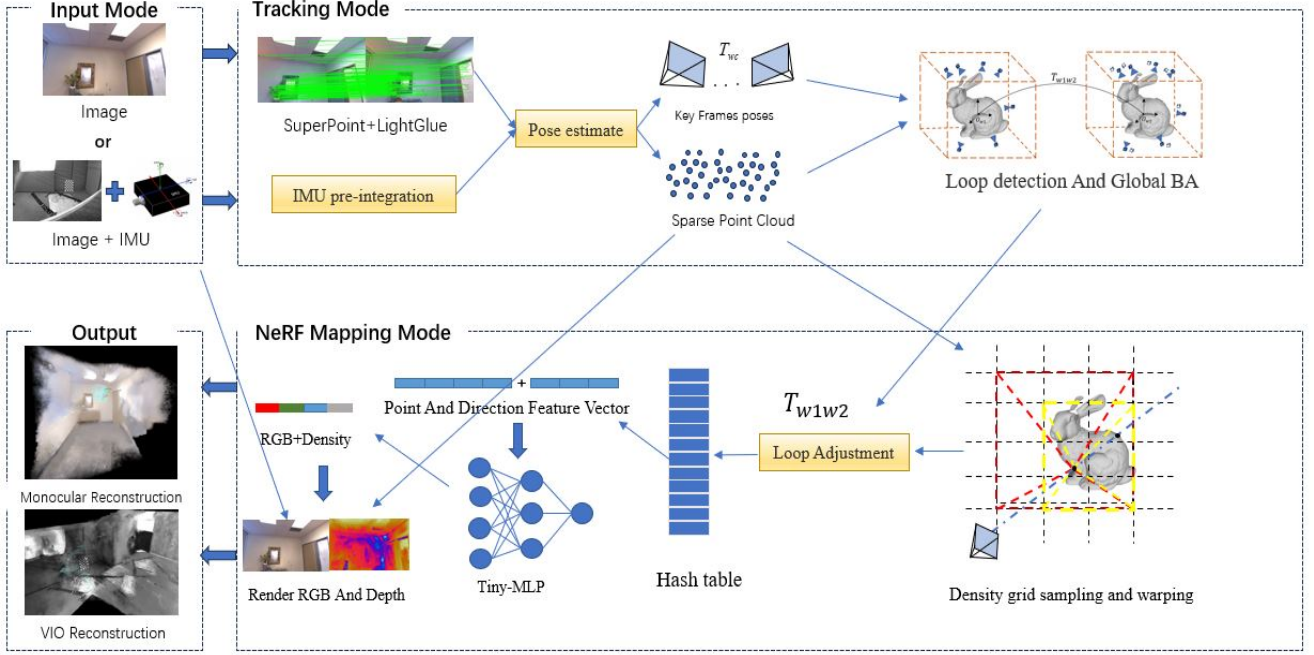 Input Mode
Image
or
Image + IMU
Tracking Mode
SuperPoint+LightGlue
IMU pre-integration
Pose estimate
T_wc
. . .
Key Frames poses
Sparse Point Cloud
T_w1w2
Loop detection And Global BA
Output
Monocular Reconstruction
VIO Reconstruction
NeRF Mapping Mode
+
Point And Direction Feature Vector
RGB+Density
Render RGB And Depth
Tiny-MLP
Hash table
T_w1w2
Loop Adjustment
Density grid sampling and warping